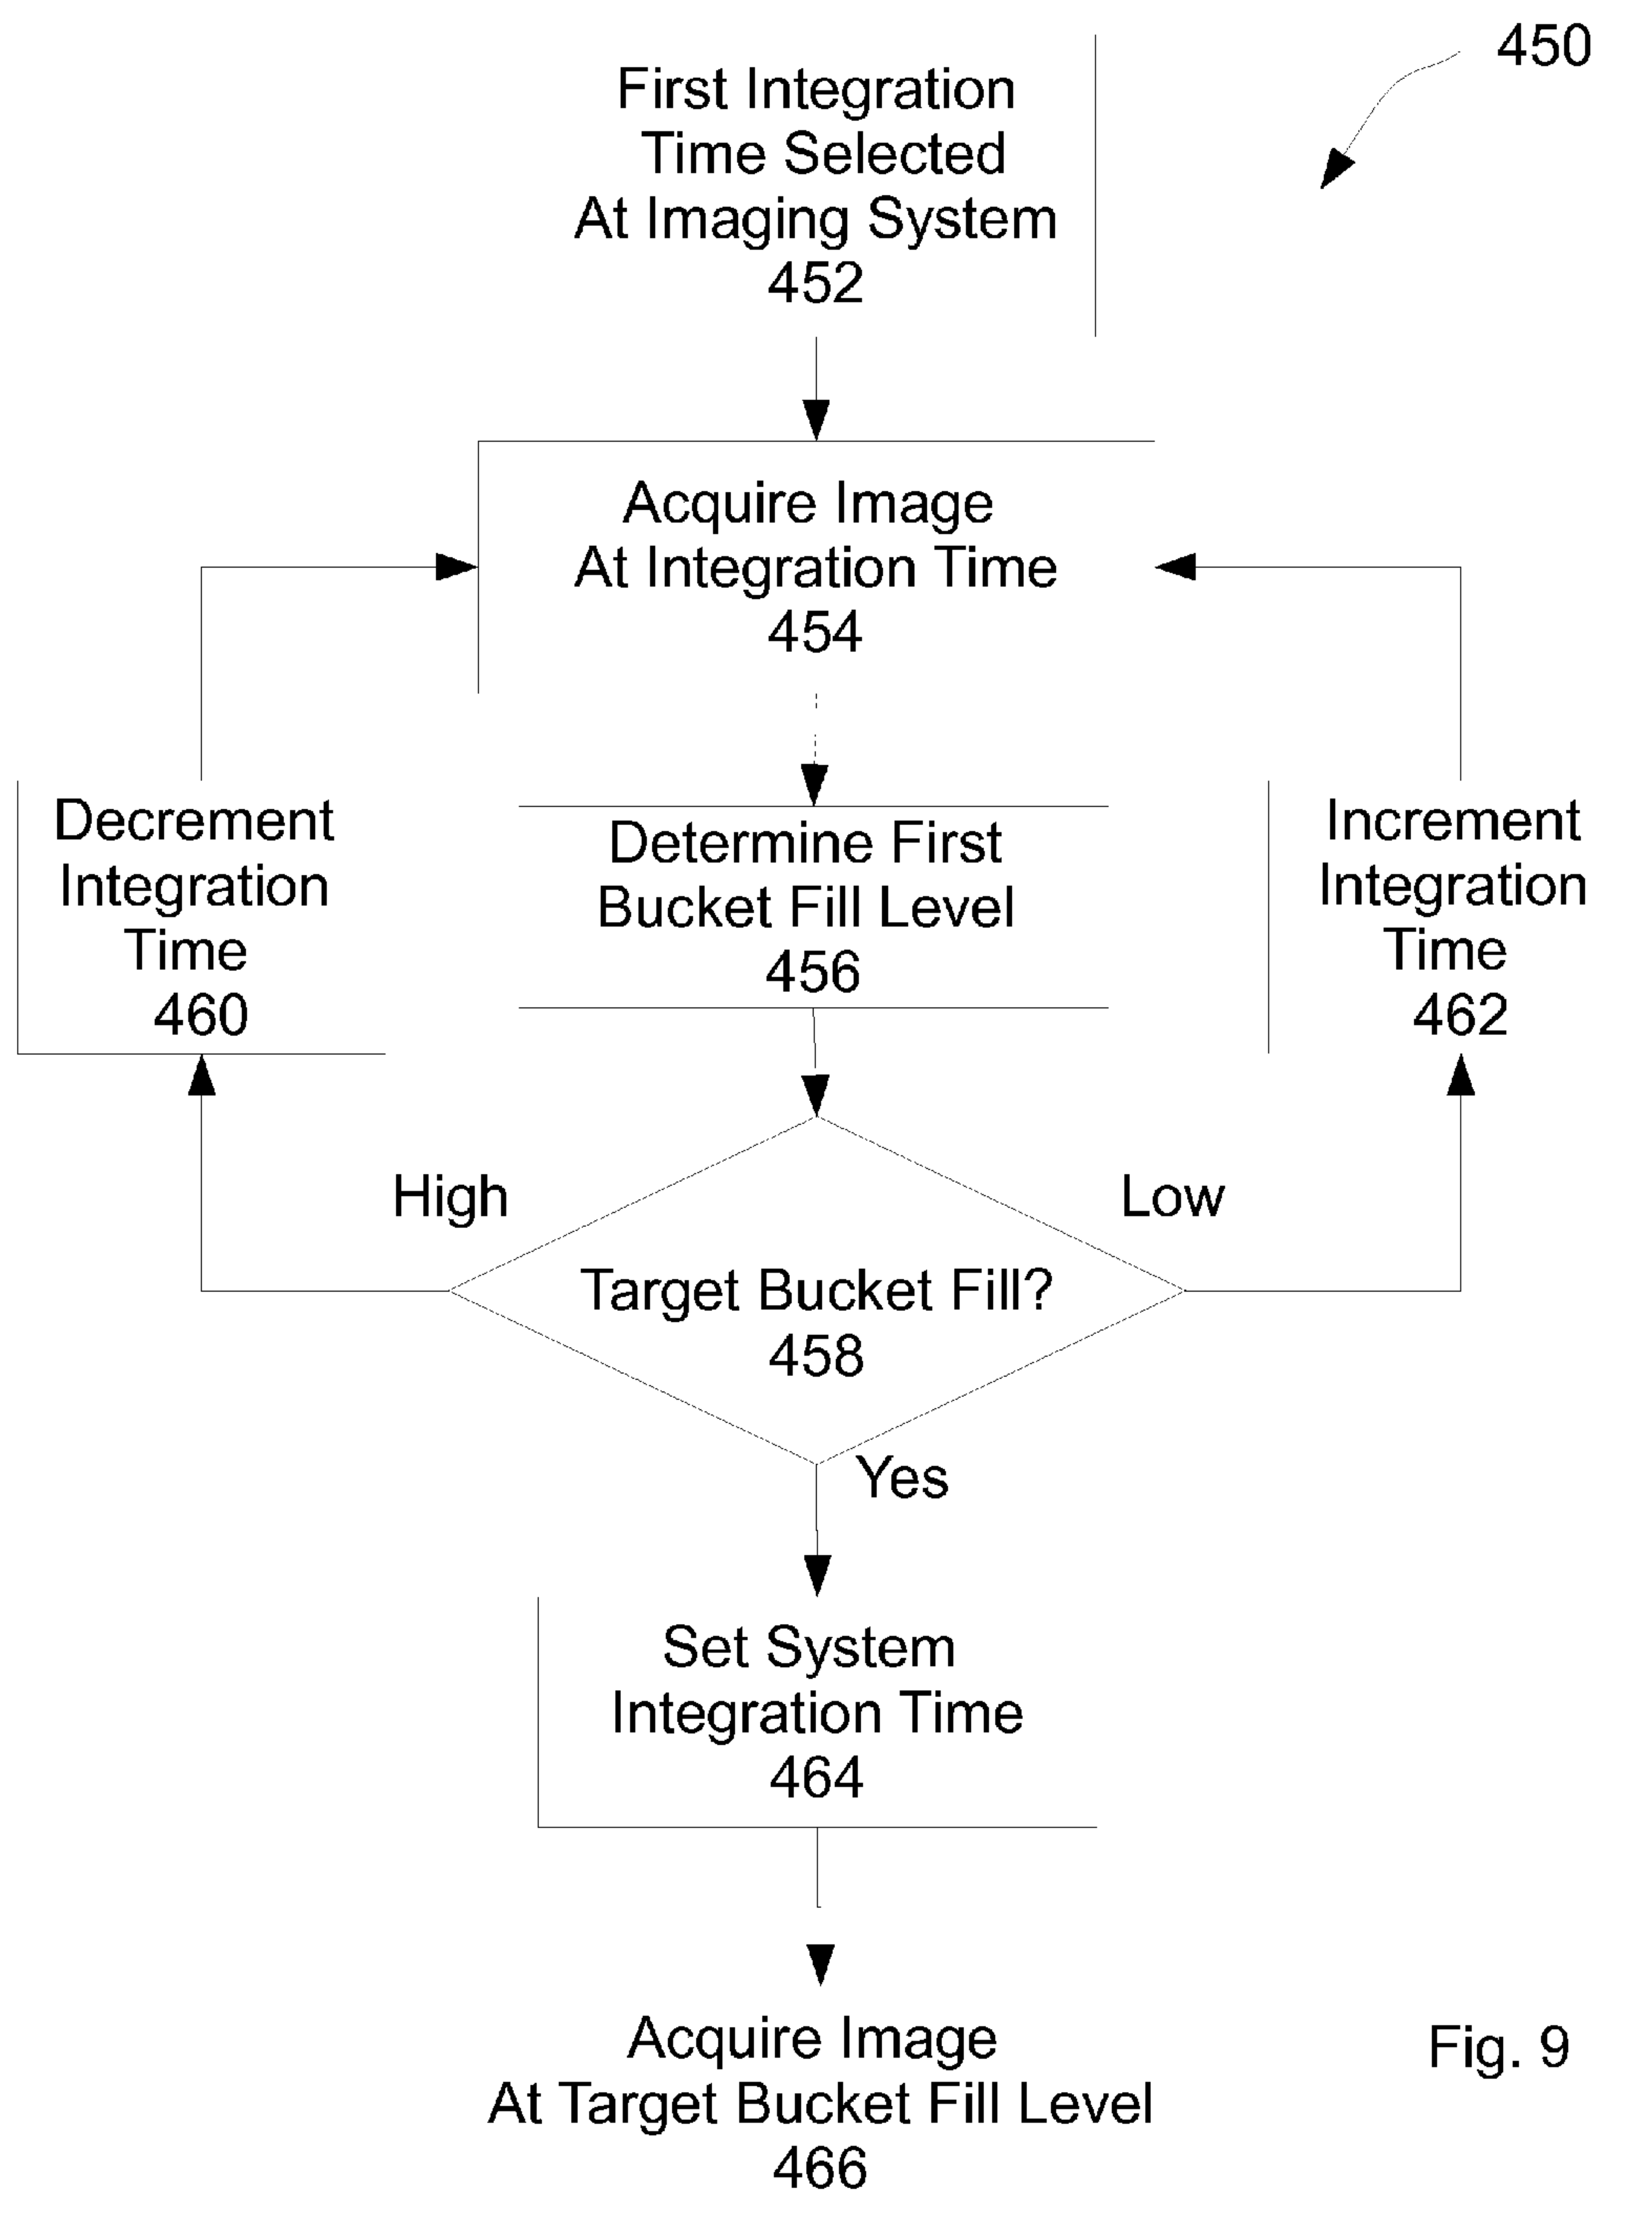 450
First Integration
Time Selected
At Imaging System
452
Acquire Image
At Integration Time
454
Decrement
Integration
Time
460
Determine First
Bucket Fill Level
456
Increment
Integration
Time
462
High
Low
Target Bucket Fill?
458
Yes
Set System
Integration Time
464
Acquire Image
At Target Bucket Fill Level
466
Fig. 9